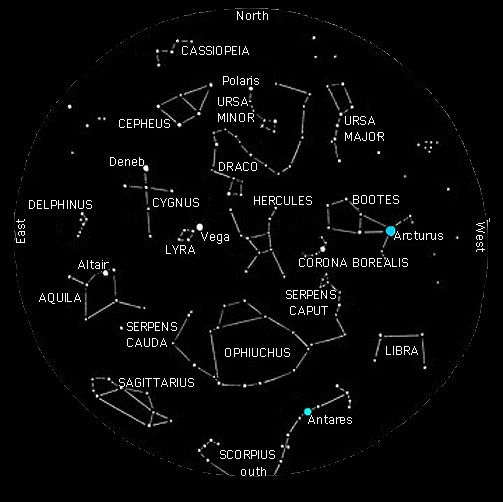 North
CASSIOPEIA
Polaris
URSA
MINOR
CEPHEUS
URSA
MAJOR
Deneb
DRACO
DELPHINUS
CYGNUS
HERCULES
BOOTES
East
LYRA
Vega
Arcturus
West
Altair
CORONA BOREALIS
AQUILA
SERPENS
CAPUT
SERPENS
CAUDA
OPHIUCHUS
LIBRA
SAGITTARIUS
Antares
SCORPIUS
outh